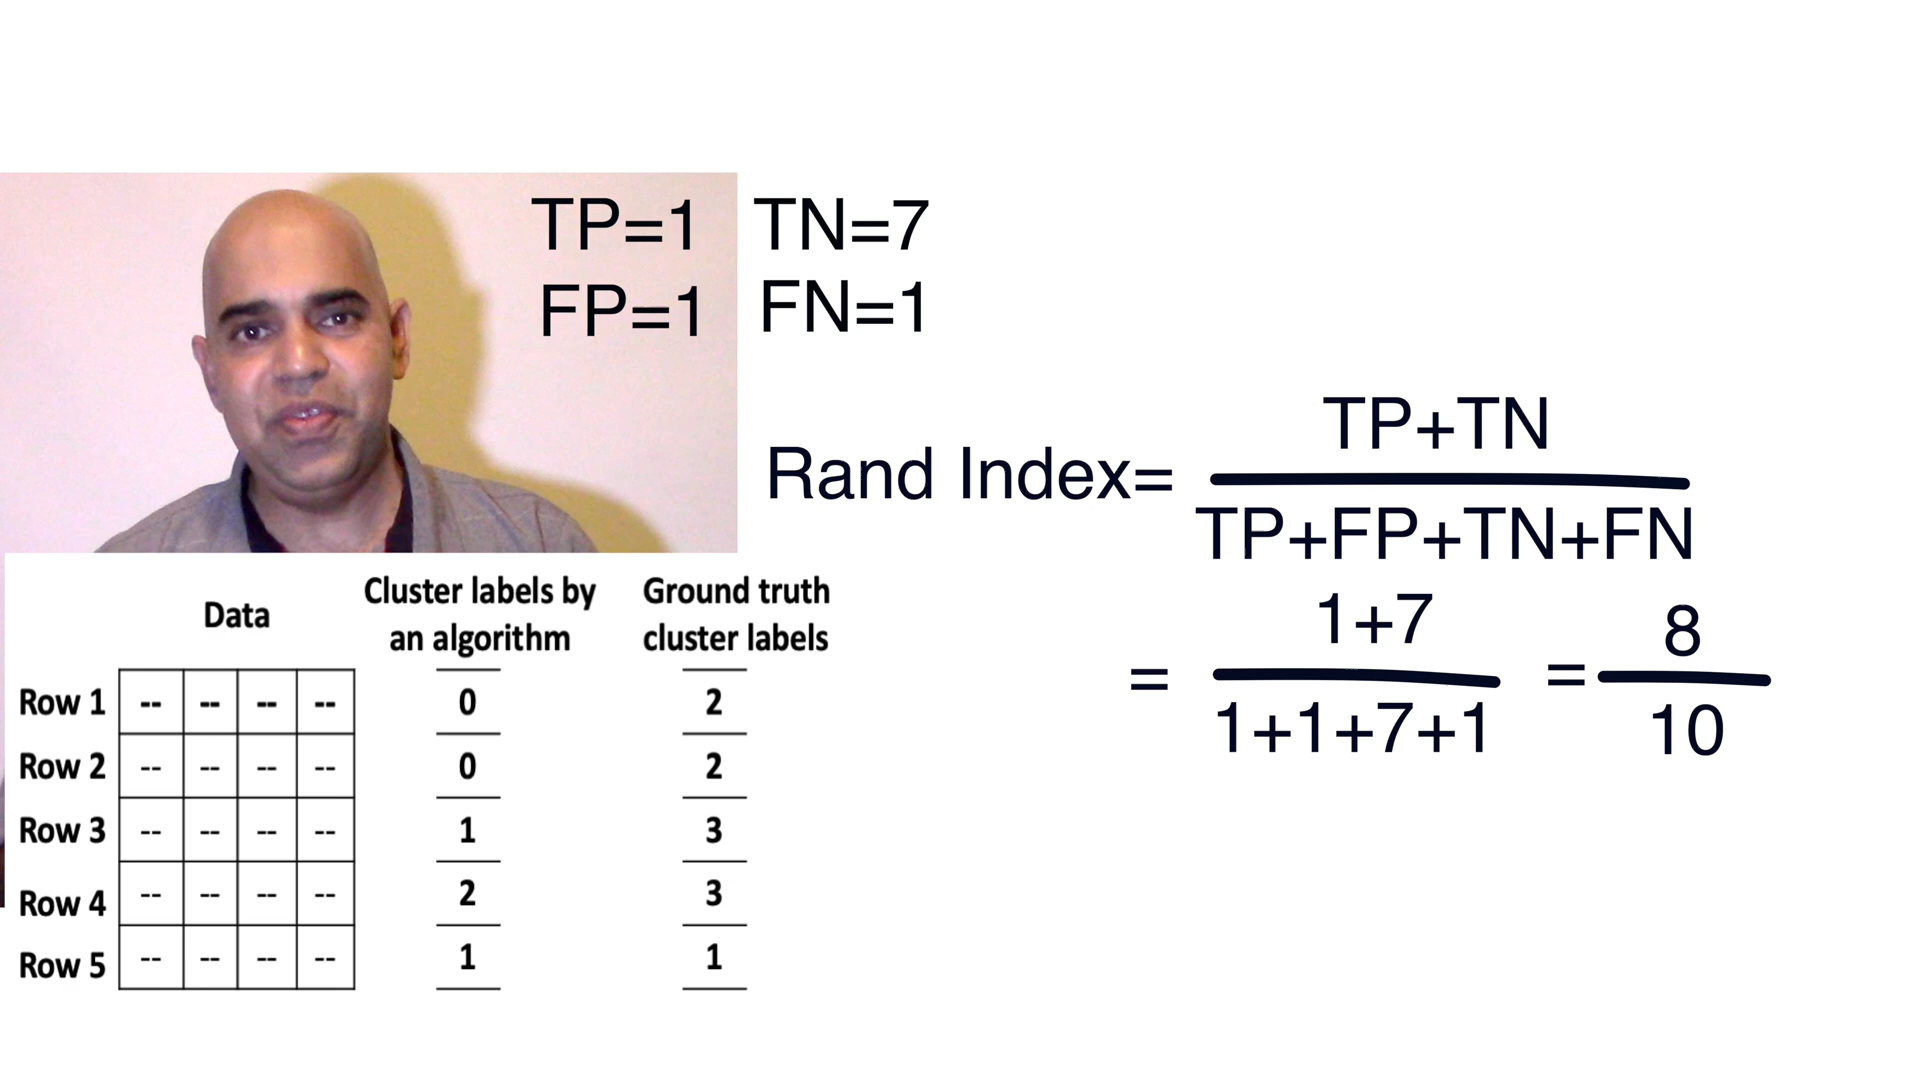 TP=1 TN=7
FP=1 FN=1
TP+TN
Rand Index=
TP+FP+TN+FN
1+7
8
= =
1+1+7+1
10
Data
Cluster labels by
an algorithm
Ground truth
cluster labels
Row 1 -- -- -- -- 0 2
Row 2 -- -- -- -- 0 2
Row 3 -- -- -- -- 1 3
Row 4 -- -- -- -- 2 3
Row 5 -- -- -- -- 1 1